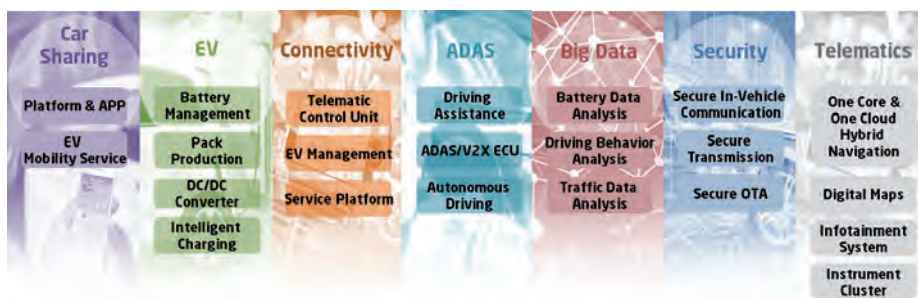 Car
Sharing
Platform & APP
EV
Mobility Service
EV
Battery
Management
Pack
Production
DC/DC
Converter
Intelligent
Charging
Connectivity
Telematic
Control Unit
EV Management
Service Platform
ADAS
Driving
Assistance
ADAS/V2X ECU
Autonomous
Driving
Big Data
Battery Data
Analysis
Driving Behavior
Analysis
Traffic Data
Analysis
Security
Secure In-Vehicle
Communication
Secure
Transmission
Secure OTA
Telematics
One Core &
One Cloud
Hybrid
Navigation
Digital Maps
Infotainment
System
Instrument
Cluster